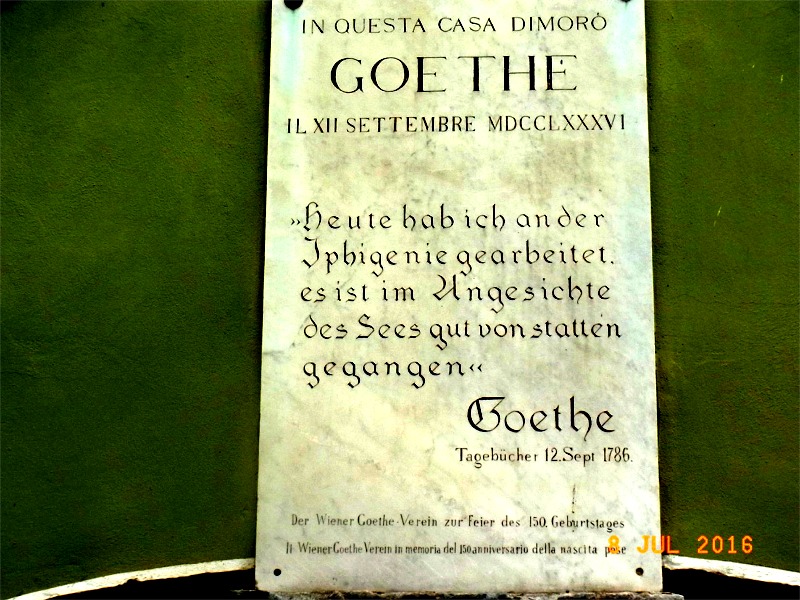 IN QUESTA CASA DIMORÒ
GOETHE
IL XII SETTEMBRE MDCCLXXXVI
»Heute hab ich an der
Iphigenie gearbeitet.
es ist im Angesichte
des Sees gut von statten
gegangen«
Goethe
Tagebücher 12. Sept 1786.
Der Wiener Goethe-Verein zur Feier des 150. Geburtstages
Il Wiener Goethe Verein in memoria del 150 anniversario della nascita pose
8 JUL 2016